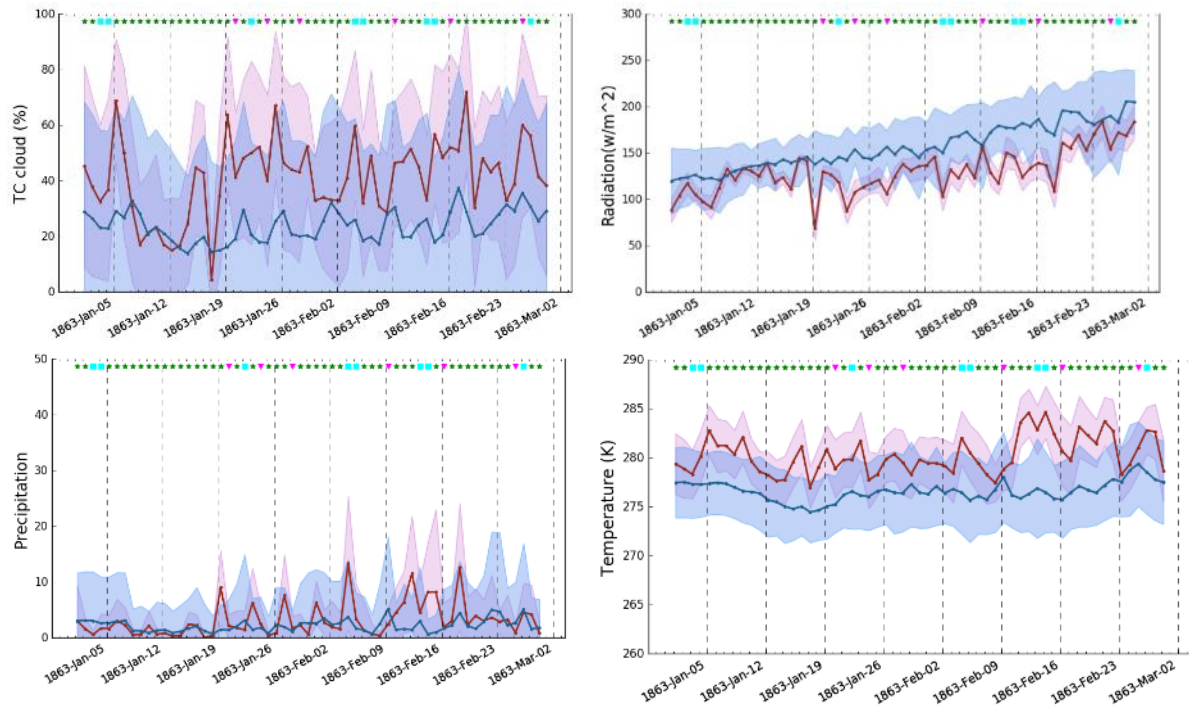 100
80
60
40
20
0
TC cloud (%)
1863-Jan-05
1863-Jan-12
1863-Jan-19
1863-Jan-26
1863-Feb-02
1863-Feb-09
1863-Feb-16
1863-Feb-23
1863-Mar-02
300
250
200
150
100
50
0
Radiation(w/m^2)
1863-Jan-05
1863-Jan-12
1863-Jan-19
1863-Jan-26
1863-Feb-02
1863-Feb-09
1863-Feb-16
1863-Feb-23
1863-Mar-02
50
40
30
20
10
0
Precipitation
1863-Jan-05
1863-Jan-12
1863-Jan-19
1863-Jan-26
1863-Feb-02
1863-Feb-09
1863-Feb-16
1863-Feb-23
1863-Mar-02
290
285
280
275
270
265
260
Temperature (K)
1863-Jan-05
1863-Jan-12
1863-Jan-19
1863-Jan-26
1863-Feb-02
1863-Feb-09
1863-Feb-16
1863-Feb-23
1863-Mar-02